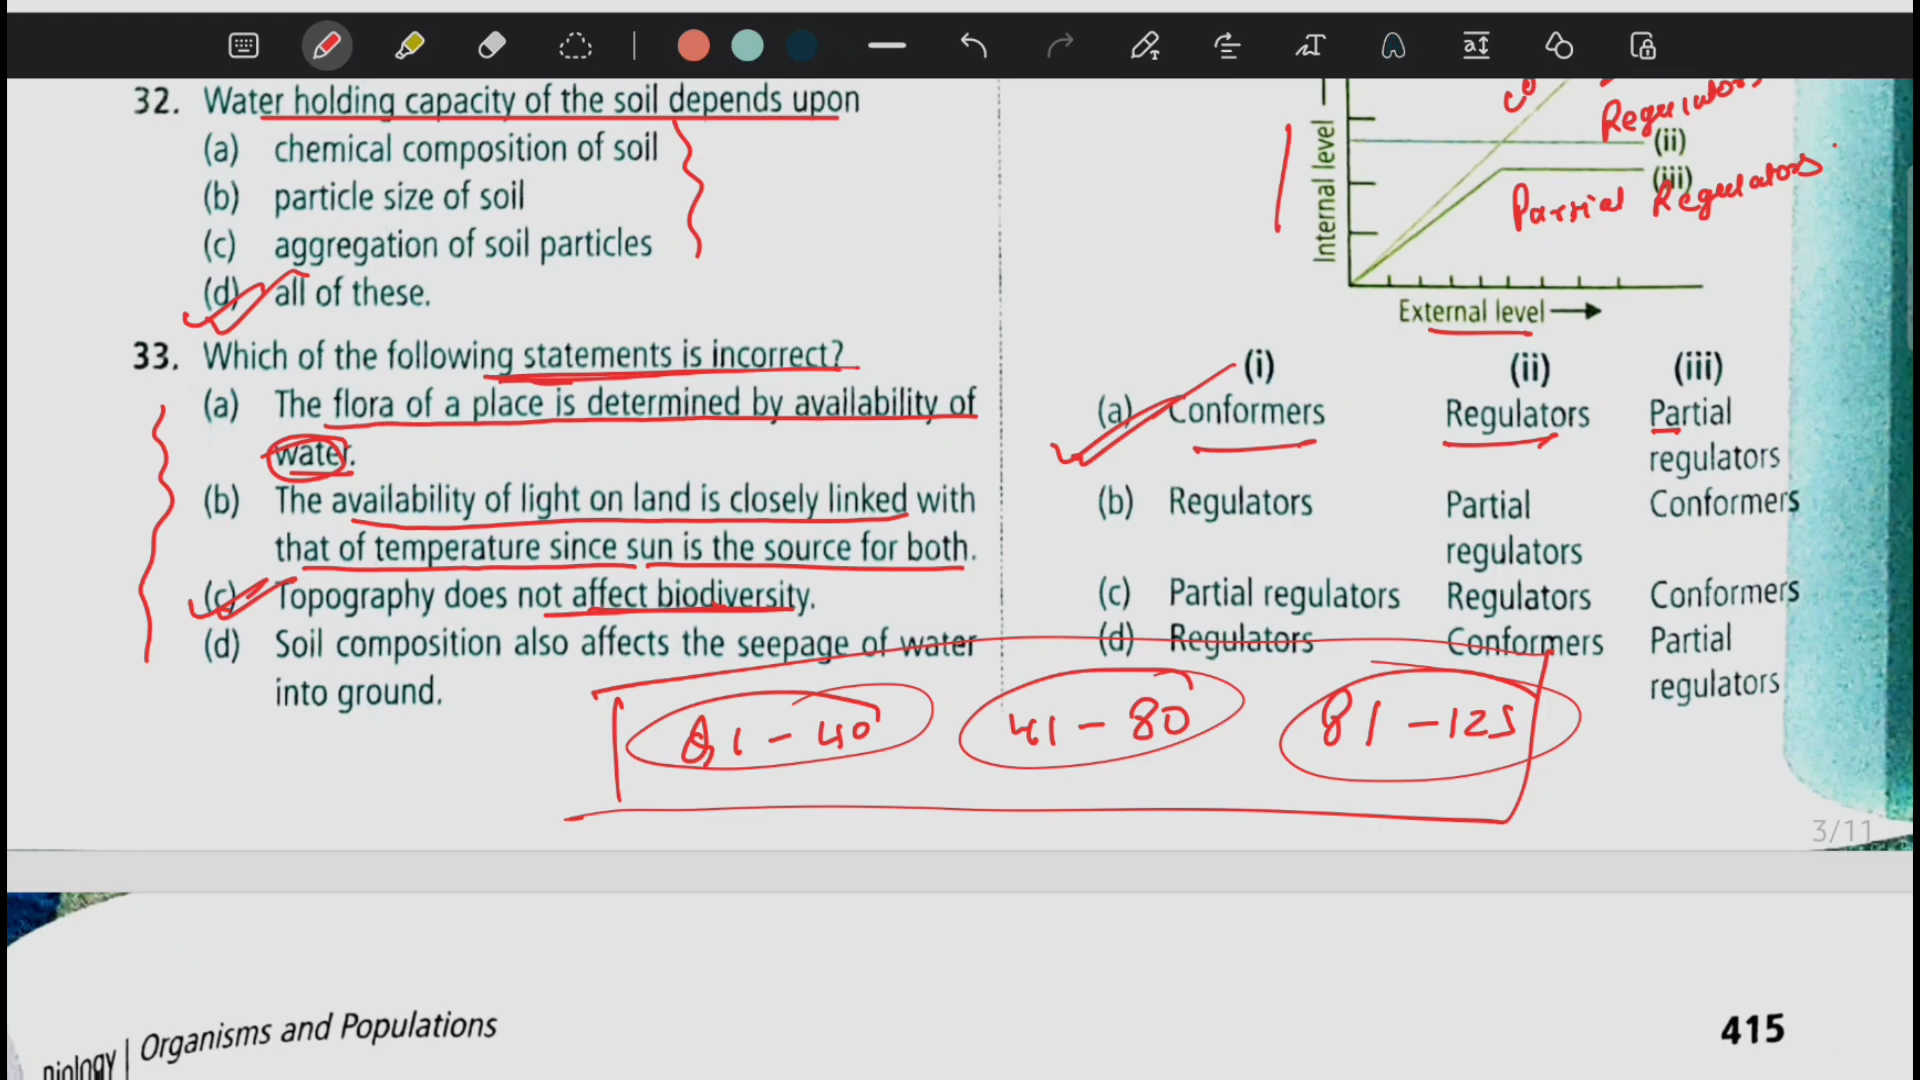 32. Water holding capacity of the soil depends upon
(a) chemical composition of soil
(b) particle size of soil
(c) aggregation of soil particles
(d) all of these.
33. Which of the following statements is incorrect?
(a) The flora of a place is determined by availability of
water.
(b) The availability of light on land is closely linked with
that of temperature since sun is the source for both.
(c) Topography does not affect biodiversity.
(d) Soil composition also affects the seepage of water
into ground.
Regulators
(ii)
(iii)
Partial Regulators
Internal level
External level
(i) (ii) (iii)
(a) Conformers Regulators Partial
regulators
(b) Regulators Partial Conformers
regulators
(c) Partial regulators Regulators Conformers
(d) Regulators Conformers Partial
regulators
41 - 80 81 - 125
3/11
Organisms and Populations
415